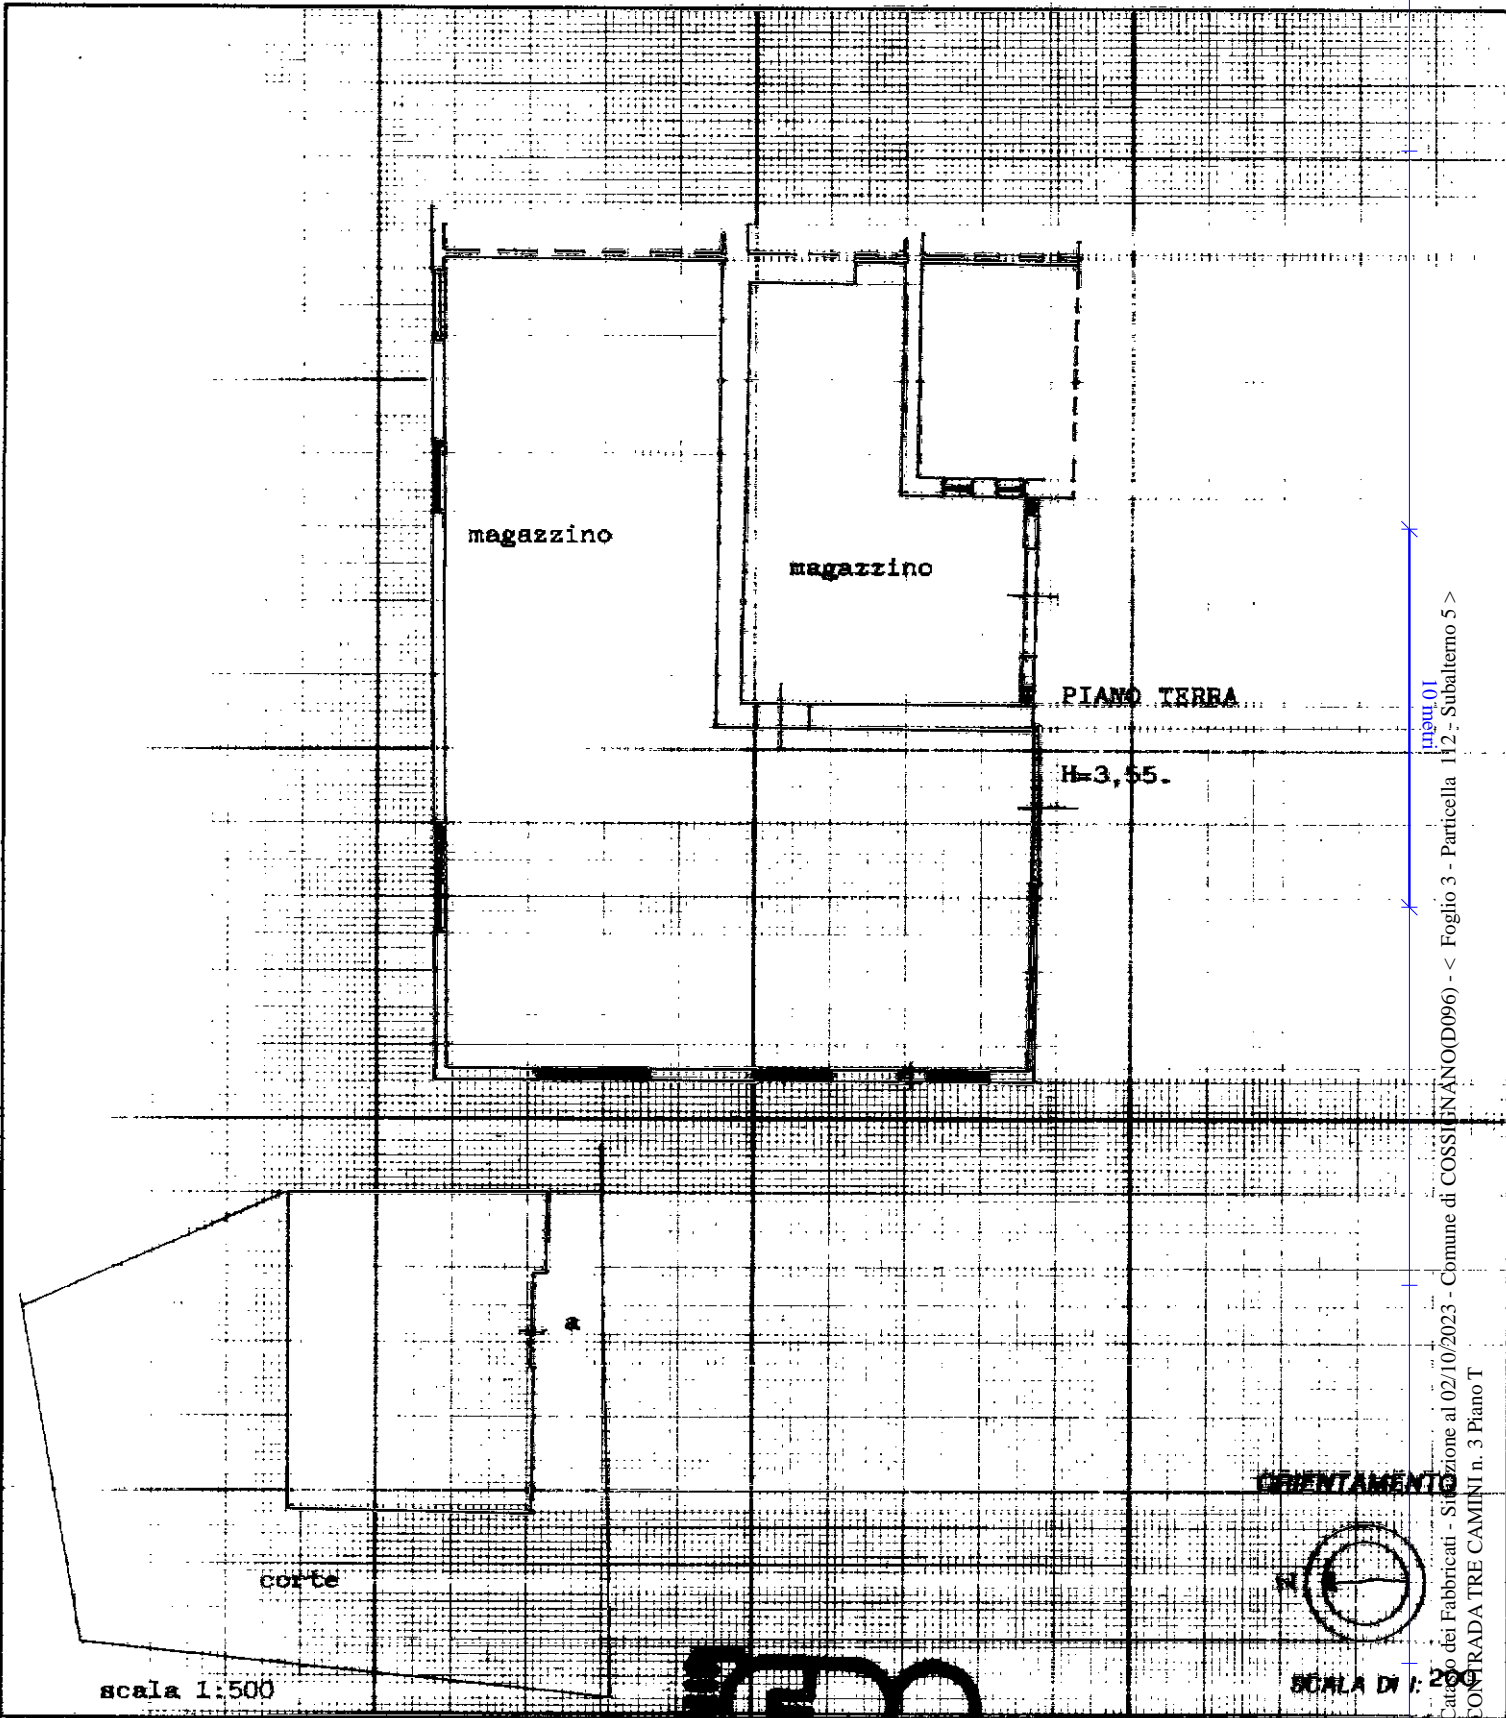 magazzino
magazzino
PIANO TERRA
H=3,55.
a
corte
scala 1:500
ORIENTAMENTO
N
SCALA DI 1: 200
10 metri
Catasto dei Fabbricati - Situazione al 02/10/2023 - Comune di COSSIGNANO(D096) - < Foglio 3 - Particella 112 - Subalterno 5 >
CONTRADA TRE CAMINI n. 3 Piano T